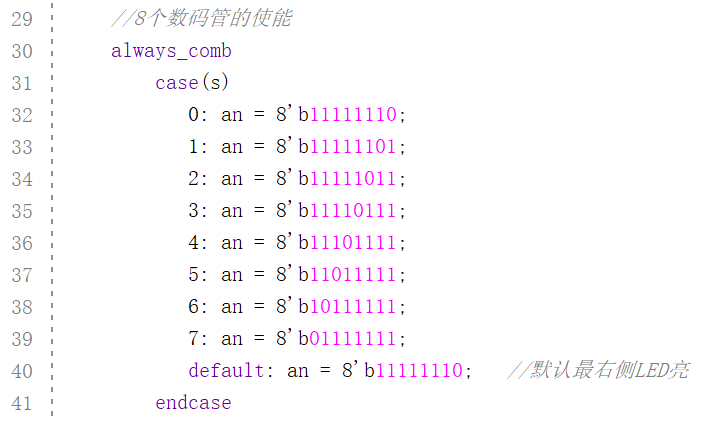 29 //8个数码管的使能
30 always_comb
31 case(s)
32 0: an = 8'b11111110;
33 1: an = 8'b11111101;
34 2: an = 8'b11111011;
35 3: an = 8'b11110111;
36 4: an = 8'b11101111;
37 5: an = 8'b11011111;
38 6: an = 8'b10111111;
39 7: an = 8'b01111111;
40 default: an = 8'b11111110; //默认最右侧LED亮
41 endcase